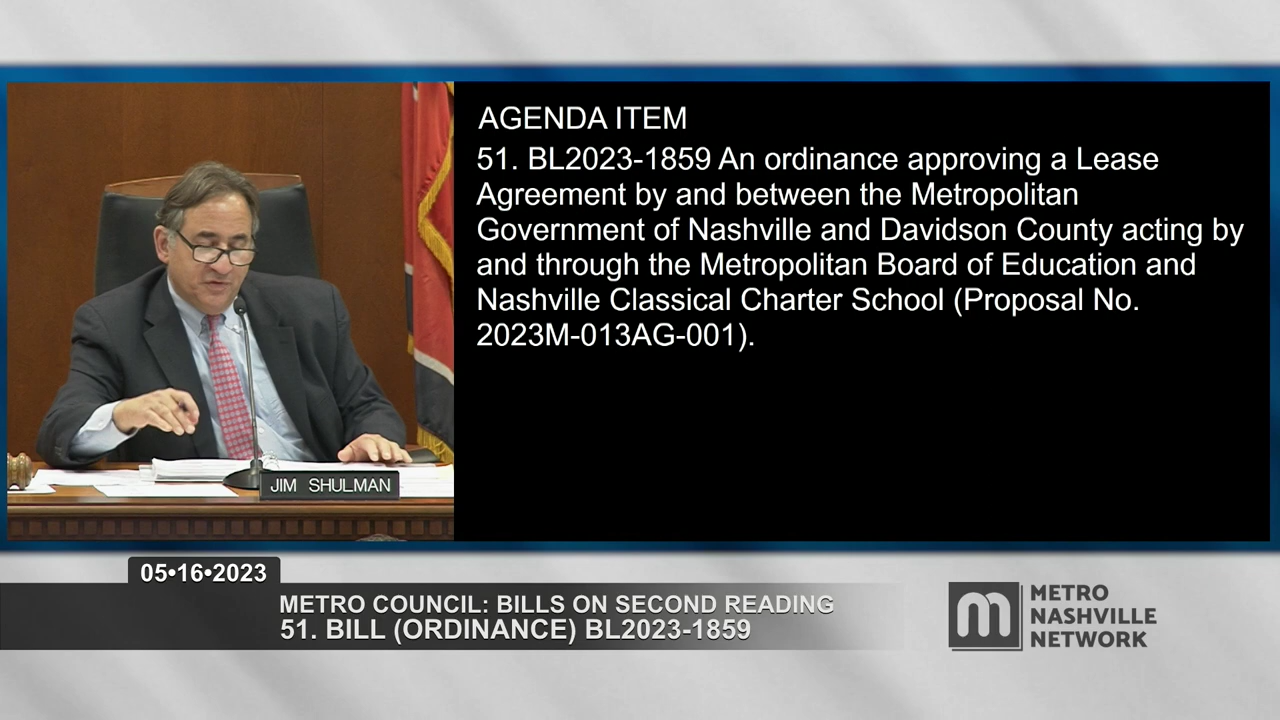 AGENDA ITEM
51. BL2023-1859 An ordinance approving a Lease
Agreement by and between the Metropolitan
Government of Nashville and Davidson County acting by
and through the Metropolitan Board of Education and
Nashville Classical Charter School (Proposal No.
2023M-013AG-001).
JIM SHULMAN
05•16•2023
METRO COUNCIL: BILLS ON SECOND READING
51. BILL (ORDINANCE) BL2023-1859
m
METRO
NASHVILLE
NETWORK